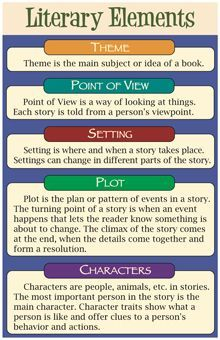 Literary Elements
THEME
Theme is the main subject or idea of a book.
POINT OF VIEW
Point of View is a way of looking at things.
Each story is told from a person's viewpoint.
SETTING
Setting is where and when a story takes place.
Settings can change in different parts of the story.
PLOT
Plot is the plan or pattern of events in a story.
The turning point of a story is when an event
happens that lets the reader know something is
about to change. The climax of the story comes
at the end, when the details come together and
form a resolution.
CHARACTERS
Characters are people, animals, etc. in stories.
The most important person in the story is the
main character. Character traits show what a
person is like and offer clues to a person's
behavior and actions.